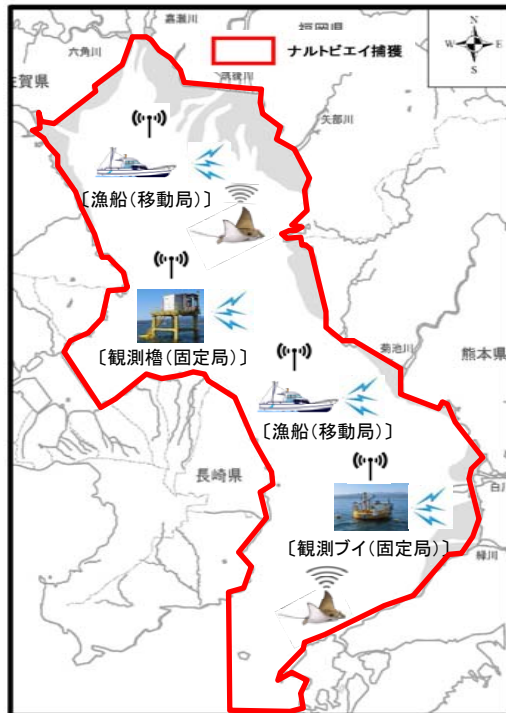 嘉瀬川
福岡県
六角川
ナルトビエイ捕獲
N
W E
S
佐賀県
筑後川
矢部川
〔漁船(移動局)〕
〔観測櫓(固定局)〕
菊池川
熊本県
〔漁船(移動局)〕
長崎県
白川
〔観測ブイ(固定局)〕
緑川